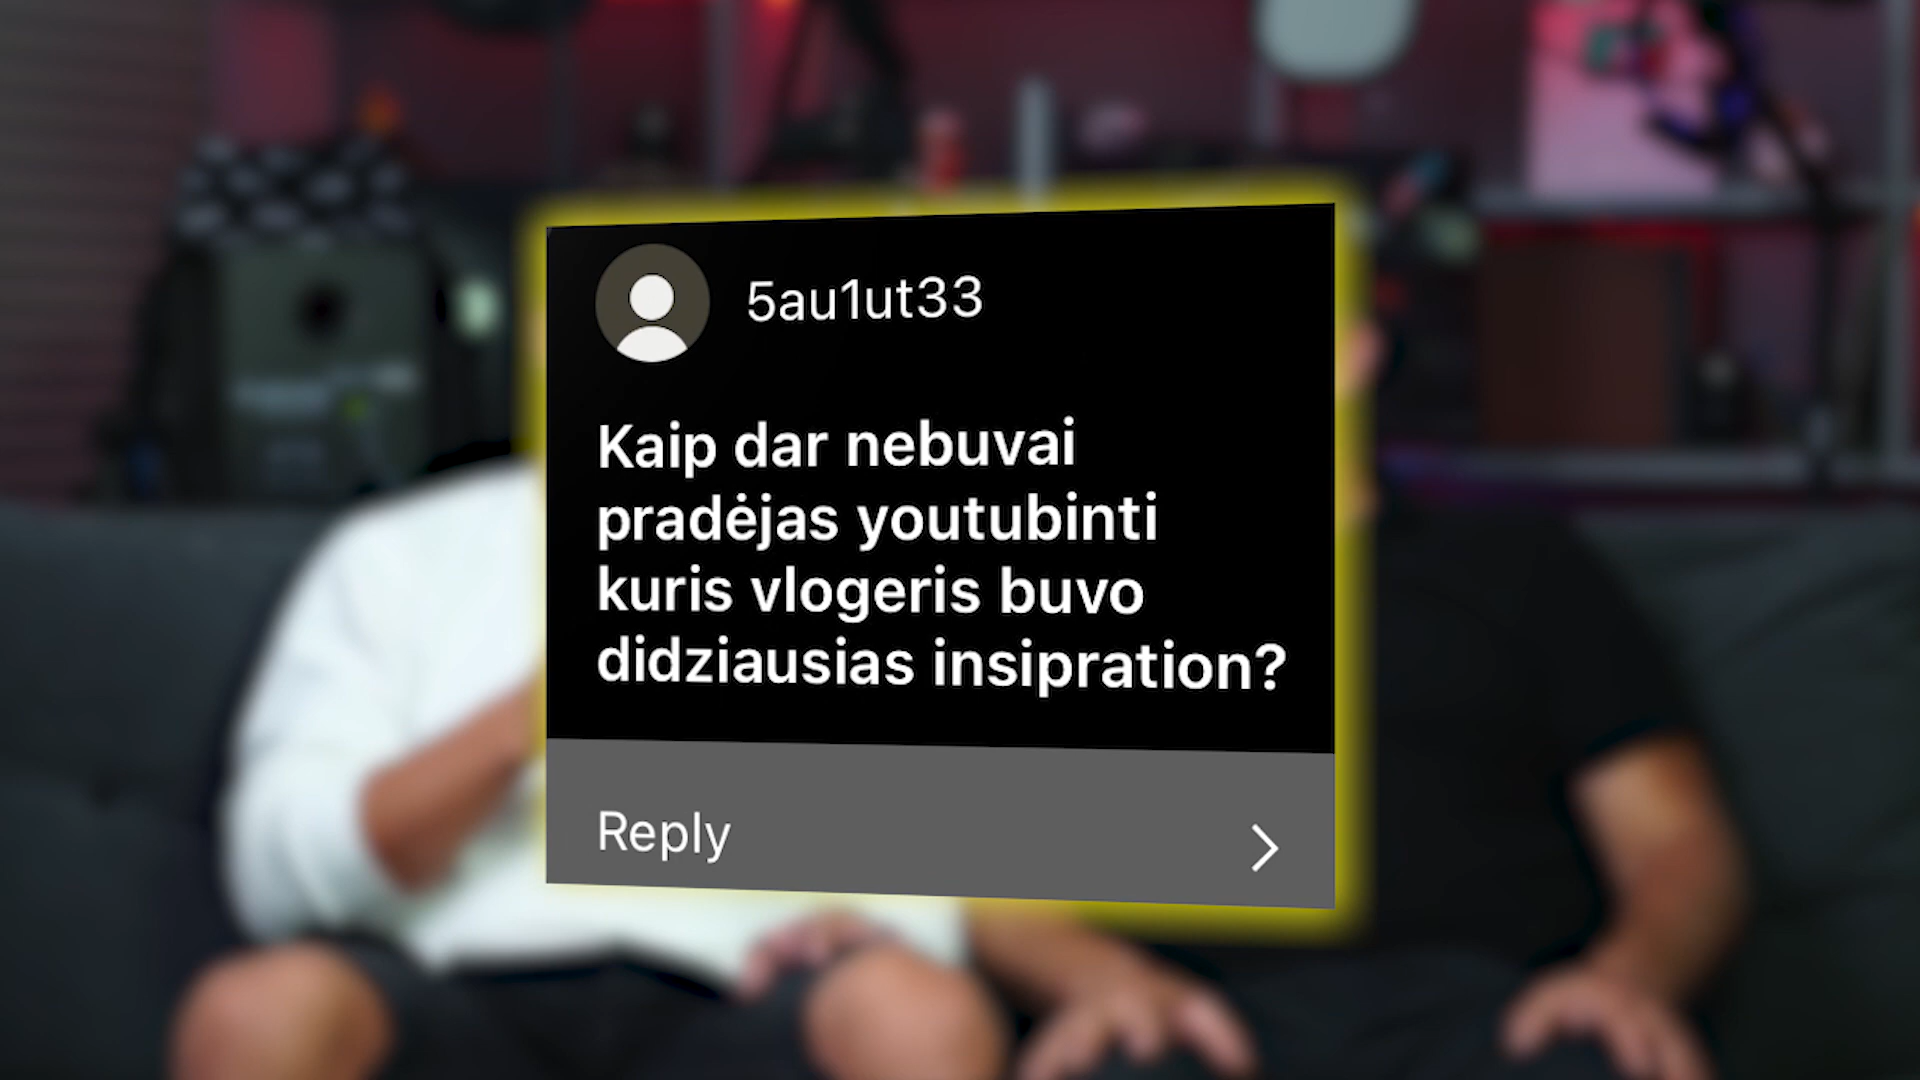 5au1ut33
Kaip dar nebuvai
pradėjas youtubinti
kuris vlogeris buvo
didziausias insipration?
Reply